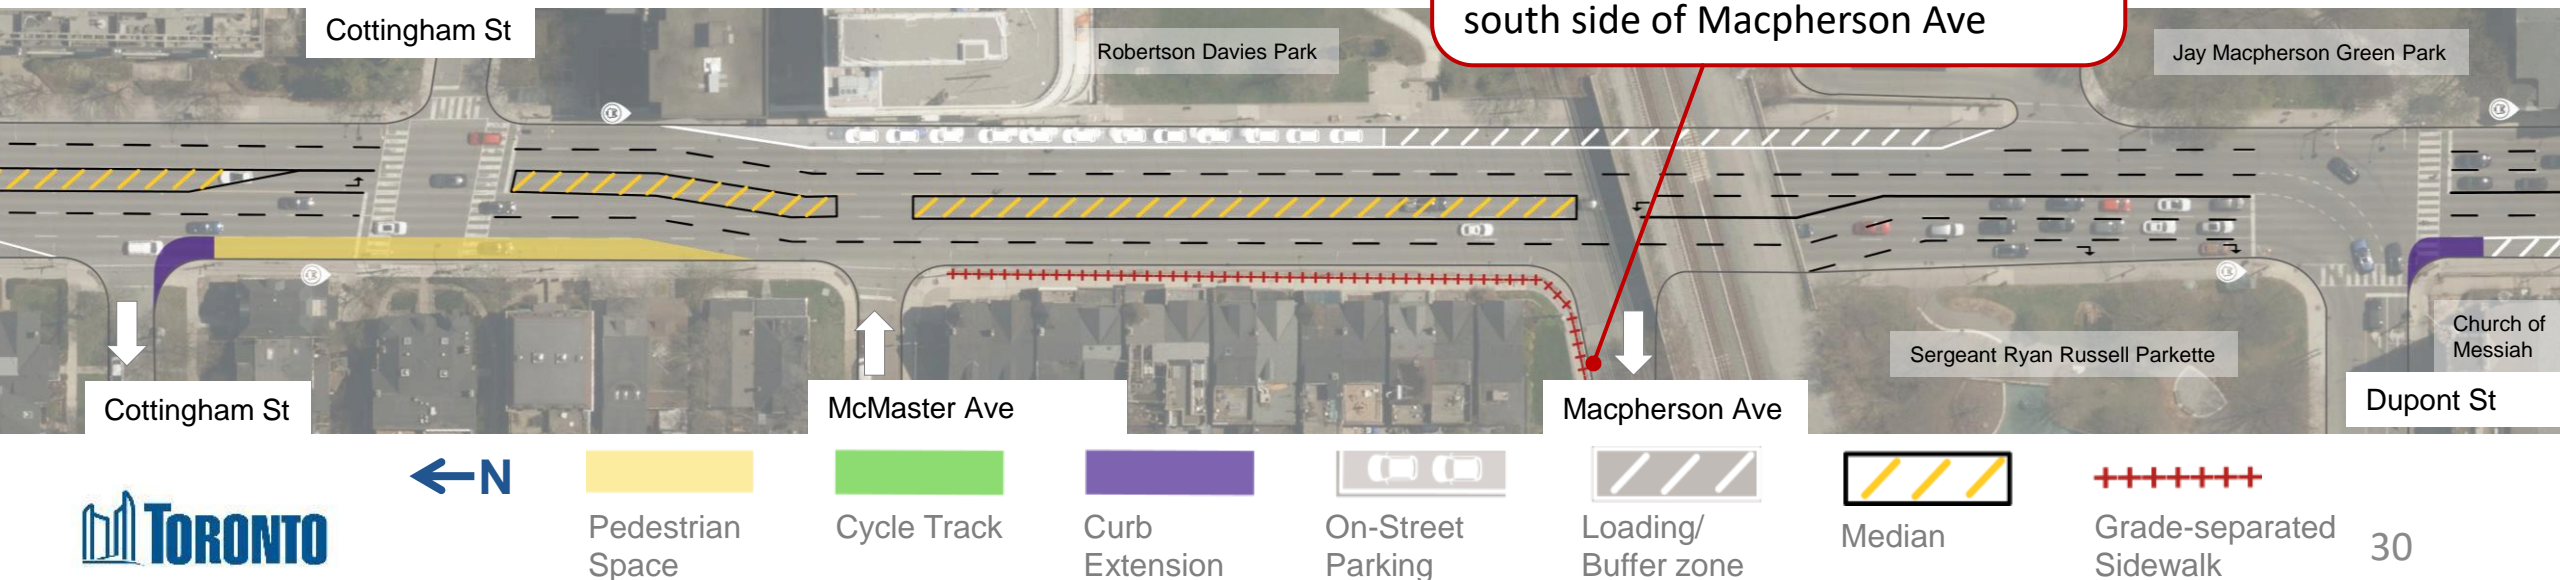 south side of Macpherson Ave
Cottingham St
Robertson Davies Park
Jay Macpherson Green Park
Sergeant Ryan Russell Parkette
Church of
Messiah
Cottingham St
McMaster Ave
Macpherson Ave
Dupont St
N
TORONTO
Pedestrian
Space
Cycle Track
Curb
Extension
On-Street
Parking
Loading/
Buffer zone
Median
Grade-separated
Sidewalk
30